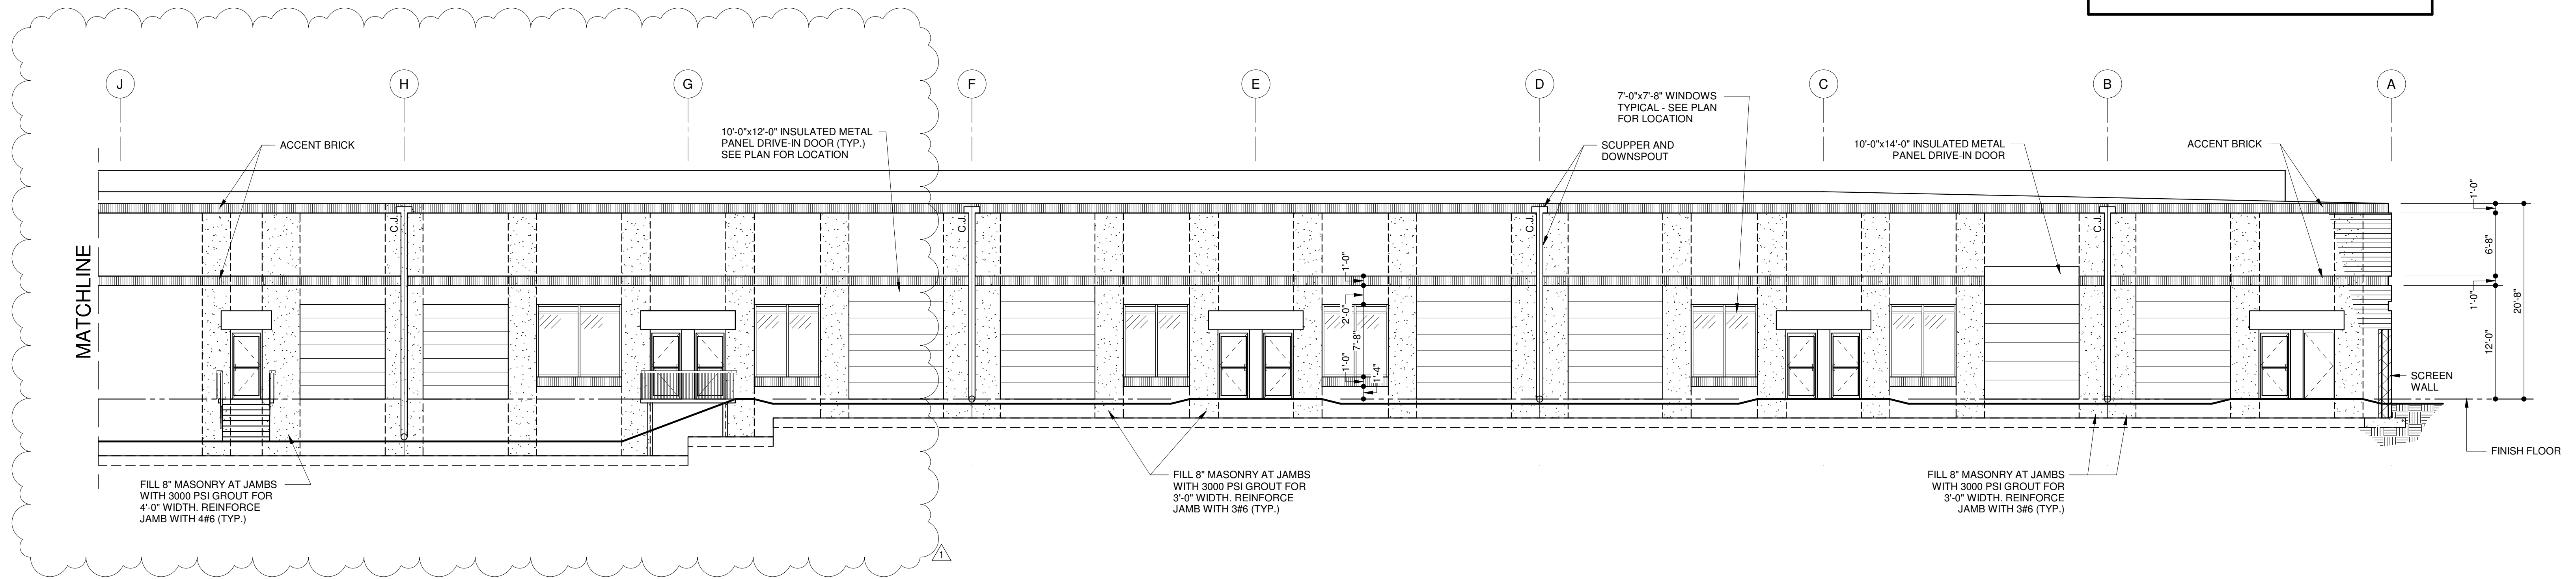 J
H
G
F
E
D
C
B
A
7'-0"x7'-8" WINDOWS
TYPICAL - SEE PLAN
FOR LOCATION
10'-0"x12'-0" INSULATED METAL
PANEL DRIVE-IN DOOR (TYP.)
SEE PLAN FOR LOCATION
ACCENT BRICK
SCUPPER AND
DOWNSPOUT
10'-0"x14'-0" INSULATED METAL
PANEL DRIVE-IN DOOR
ACCENT BRICK
MATCHLINE
C.J.
C.J.
C.J.
C.J.
1'-0"
2'-0"
7'-8"
1'-0"
1'-4"
1'-0"
6'-8"
1'-0"
12'-0"
20'-8"
SCREEN
WALL
FINISH FLOOR
FILL 8" MASONRY AT JAMBS
WITH 3000 PSI GROUT FOR
4'-0" WIDTH. REINFORCE
JAMB WITH 4#6 (TYP.)
FILL 8" MASONRY AT JAMBS
WITH 3000 PSI GROUT FOR
3'-0" WIDTH. REINFORCE
JAMB WITH 3#6 (TYP.)
FILL 8" MASONRY AT JAMBS
WITH 3000 PSI GROUT FOR
3'-0" WIDTH. REINFORCE
JAMB WITH 3#6 (TYP.)
1